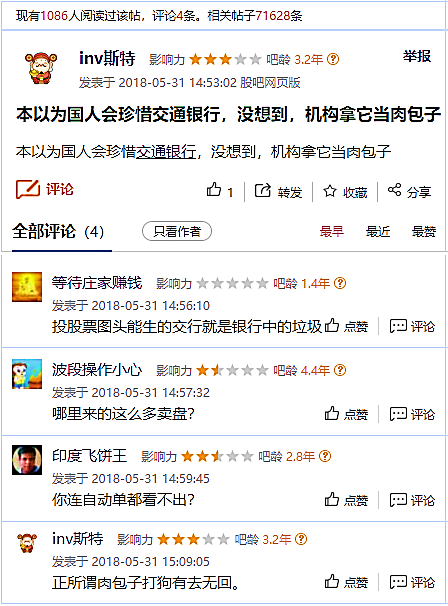 现有1086人阅读过该帖，评论4条。相关帖子71628条
inv斯特 影响力 吧龄 3.2年 举报
发表于 2018-05-31 14:53:02 股吧网页版
本以为国人会珍惜交通银行，没想到，机构拿它当肉包子
本以为国人会珍惜交通银行，没想到，机构拿它当肉包子
评论 1 转发 收藏 分享
全部评论（4） 只看作者 最早 最近 最赞
等待庄家赚钱 影响力 吧龄 1.4年
发表于 2018-05-31 14:56:10
投股票图头能生的交行就是银行中的垃圾 点赞 评论
波段操作小心 影响力 吧龄 4.4年
发表于 2018-05-31 14:57:32
哪里来的这么多卖盘？ 点赞 评论
印度飞饼王 影响力 吧龄 2.8年
发表于 2018-05-31 14:59:45
你连自动单都看不出？ 点赞 评论
inv斯特 影响力 吧龄 3.2年
发表于 2018-05-31 15:09:05
正所谓肉包子打狗有去无回。 点赞 评论